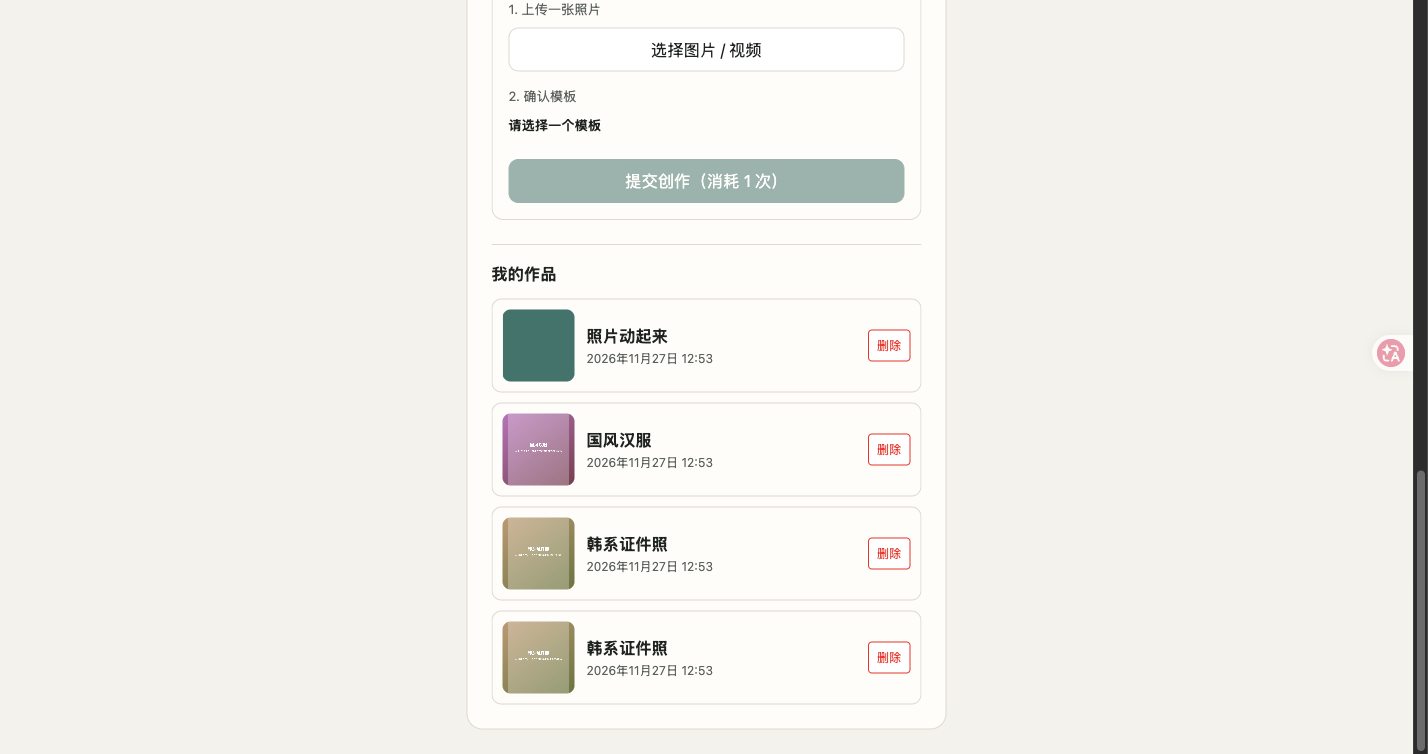 1. 上传一张照片
选择图片 / 视频
2. 确认模板
请选择一个模板
提交创作（消耗 1 次）
我的作品
照片动起来
2026年11月27日 12:53
删除
国风汉服
2026年11月27日 12:53
删除
韩系证件照
2026年11月27日 12:53
删除
韩系证件照
2026年11月27日 12:53
删除